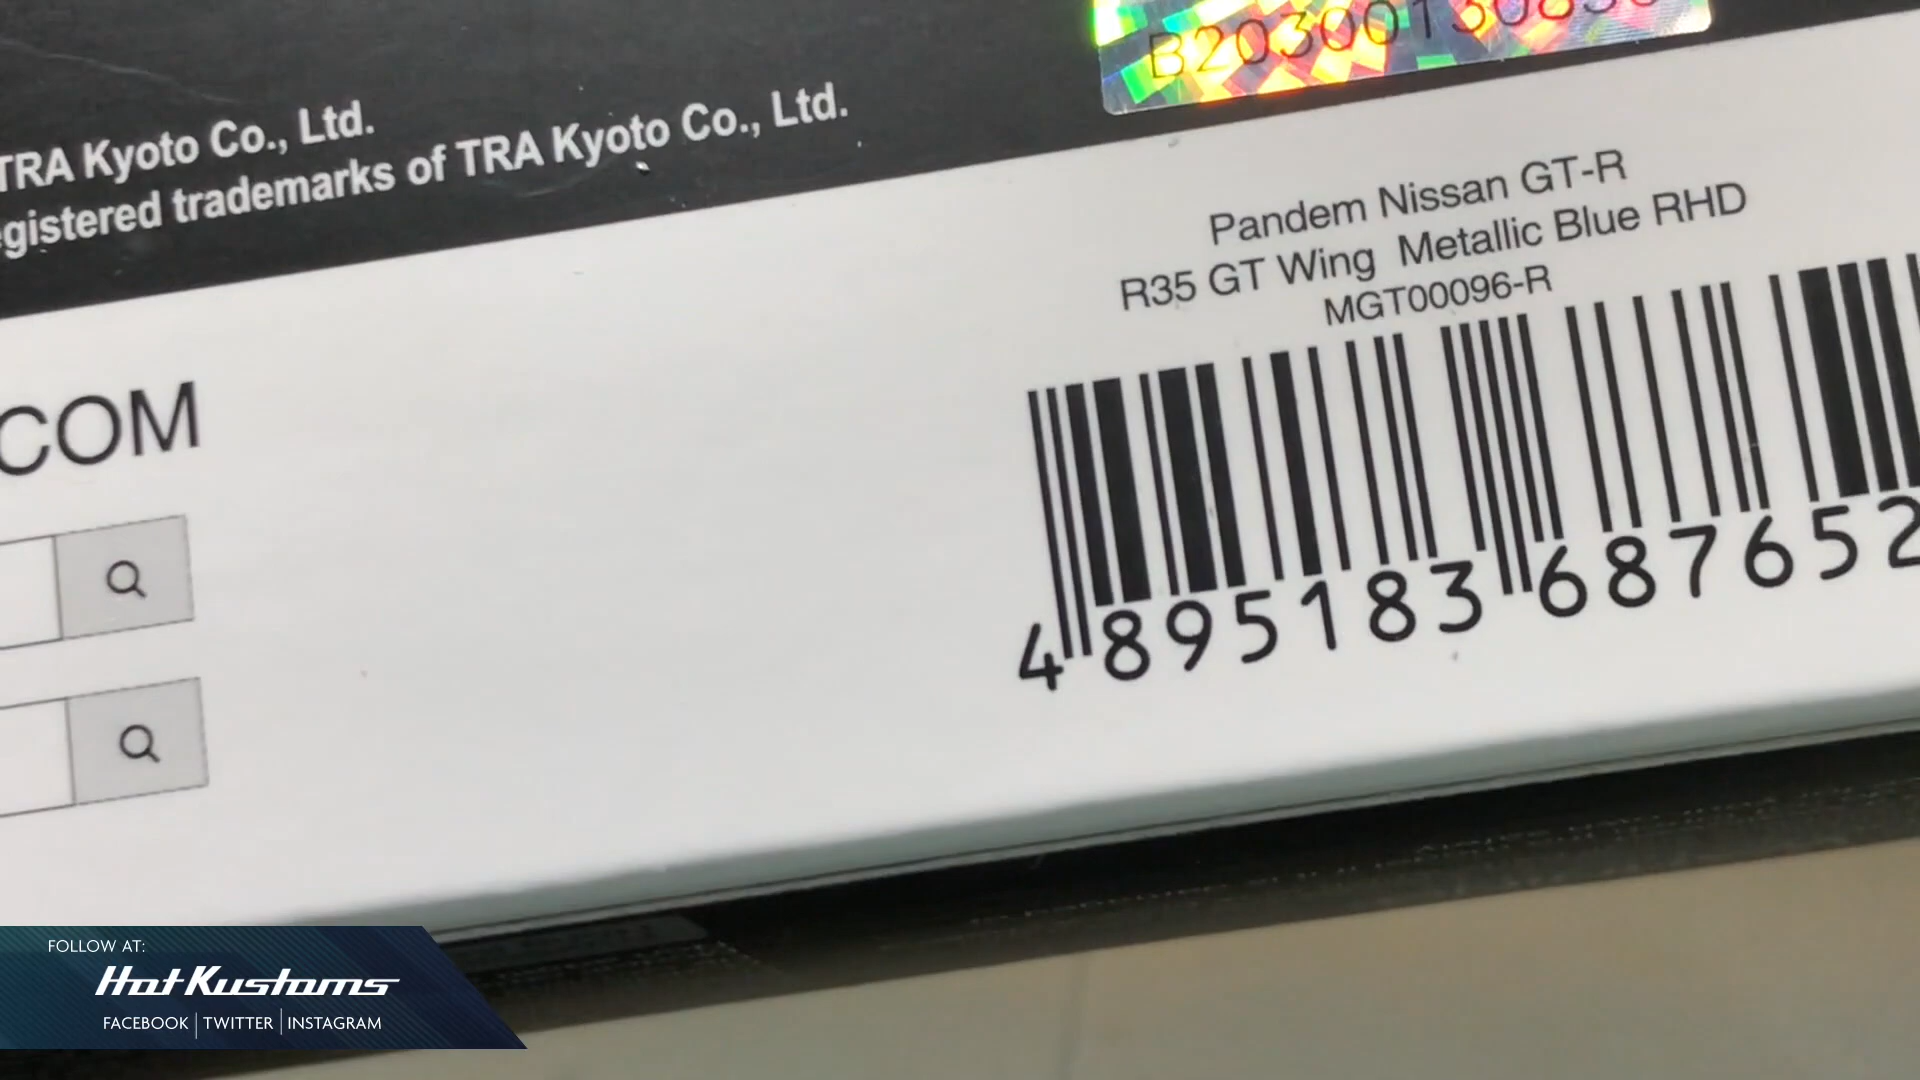 B20300130830
TRA Kyoto Co., Ltd.
egistered trademarks of TRA Kyoto Co., Ltd.
Pandem Nissan GT-R
R35 GT Wing Metallic Blue RHD
MGT00096-R
COM
4 895183 687652
FOLLOW AT:
HotKustoms
FACEBOOK | TWITTER | INSTAGRAM